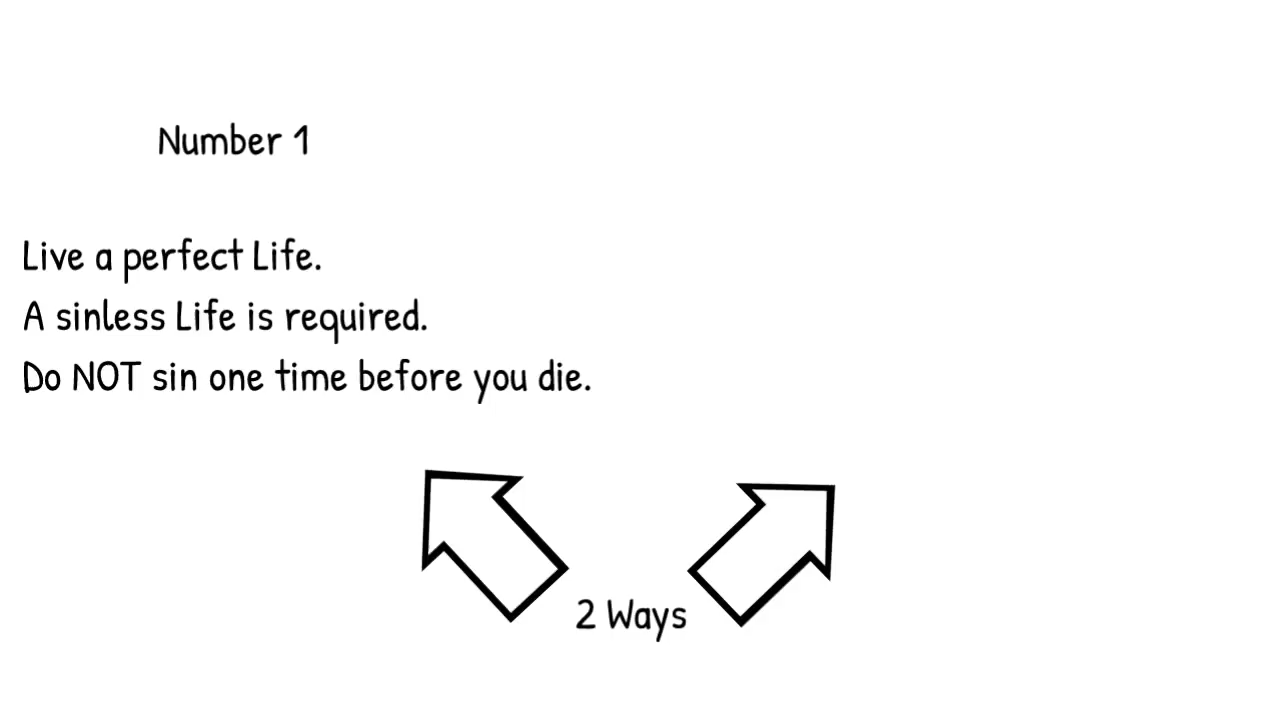 Number 1
Live a perfect Life.
A sinless Life is required.
Do NOT sin one time before you die.
2 Ways